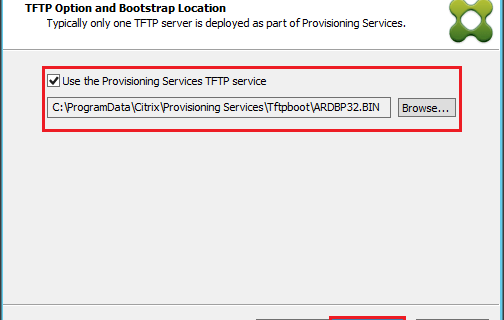 TFTP Option and Bootstrap Location
Typically only one TFTP server is deployed as part of Provisioning Services.
Use the Provisioning Services TFTP service
C:\ProgramData\Citrix\Provisioning Services\Tftpboot\ARDBP32.BIN
Browse...